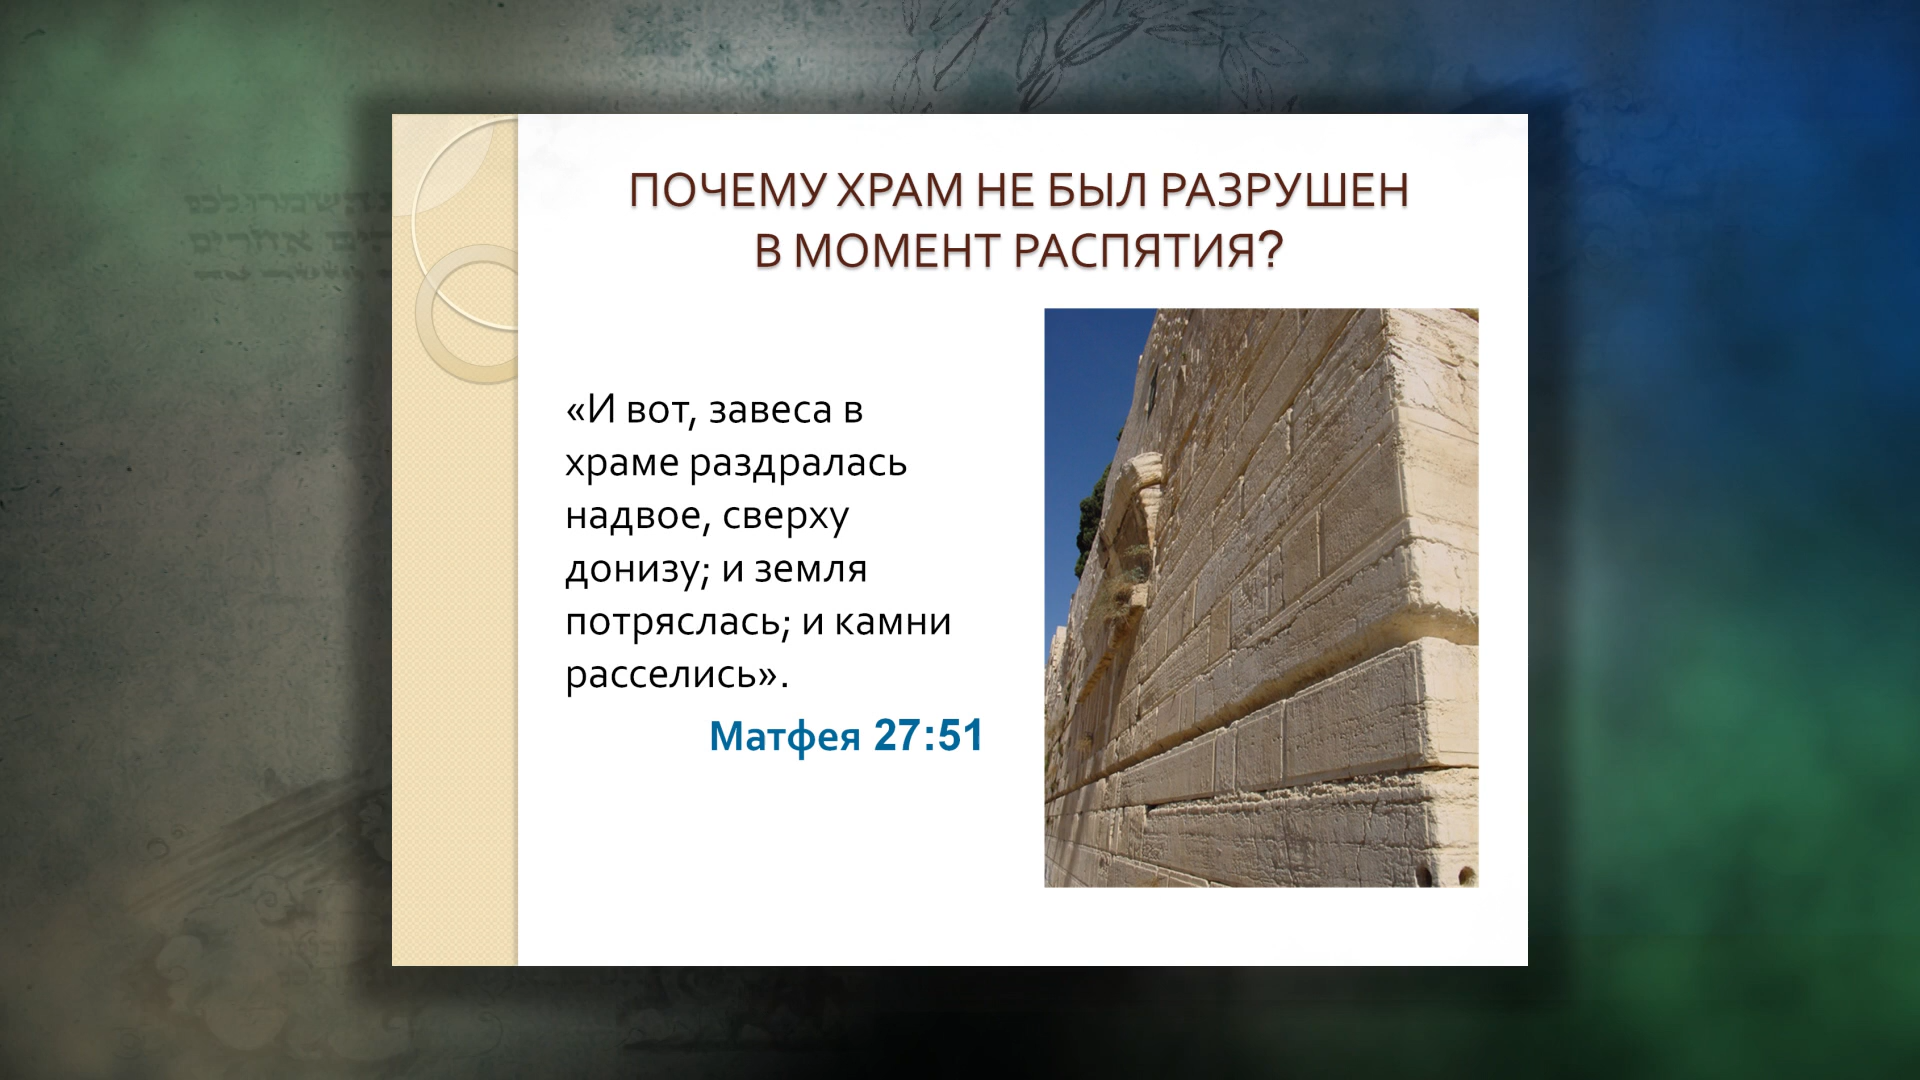 ПОЧЕМУ ХРАМ НЕ БЫЛ РАЗРУШЕН
В МОМЕНТ РАСПЯТИЯ?
«И вот, завеса в
храме раздралась
надвое, сверху
донизу; и земля
потряслась; и камни
расселись».
Матфея 27:51